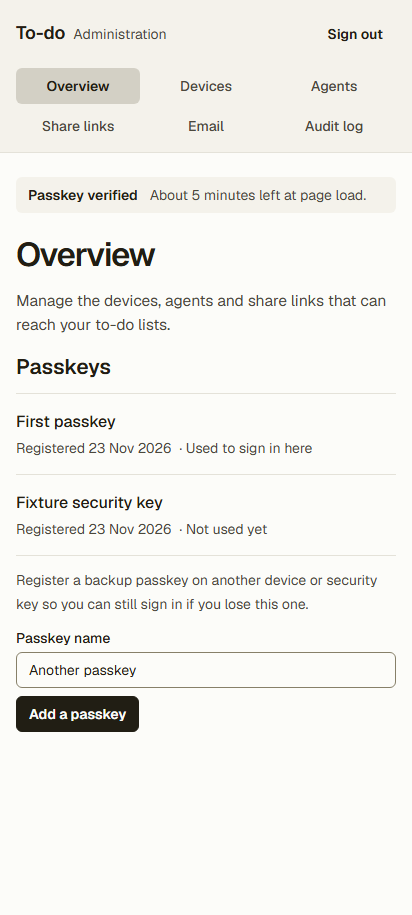 To-do Administration Sign out
Overview Devices Agents
Share links Email Audit log
Passkey verified About 5 minutes left at page load.
Overview
Manage the devices, agents and share links that can
reach your to-do lists.
Passkeys
First passkey
Registered 23 Nov 2026 · Used to sign in here
Fixture security key
Registered 23 Nov 2026 · Not used yet
Register a backup passkey on another device or security
key so you can still sign in if you lose this one.
Passkey name
Another passkey
Add a passkey